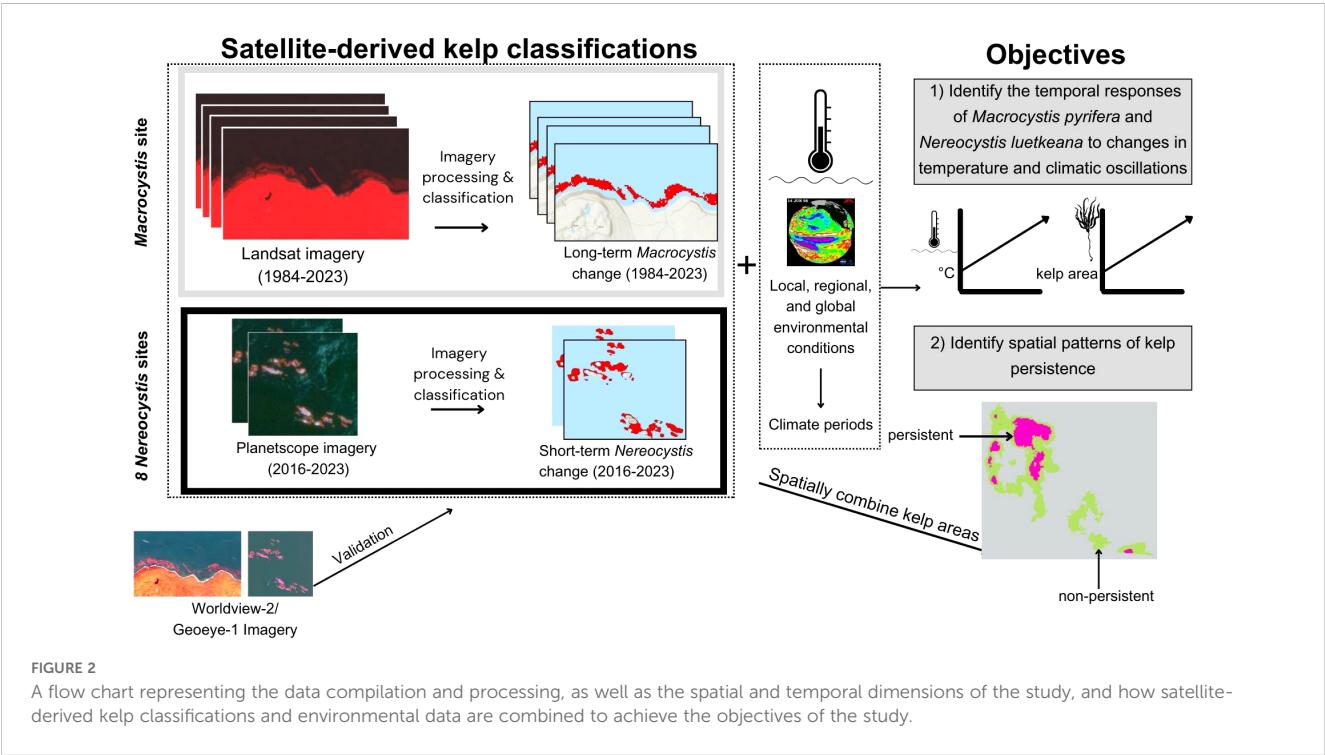 Satellite-derived kelp classifications
Macrocystis site
Landsat imagery
(1984-2023)
Imagery
processing &
classification
Long-term Macrocystis
change (1984-2023)
8 Nereocystis sites
Planetscope imagery
(2016-2023)
Imagery
processing &
classification
Short-term Nereocystis
change (2016-2023)
Worldview-2/
Geoeye-1 Imagery
Validation
+
Local, regional,
and global
environmental
conditions
Climate periods
Objectives
1) Identify the temporal responses
of Macrocystis pyrifera and
Nereocystis luetkeana to changes in
temperature and climatic oscillations
°C
kelp area
2) Identify spatial patterns of kelp
persistence
persistent
Spatially combine kelp areas
non-persistent
FIGURE 2
A flow chart representing the data compilation and processing, as well as the spatial and temporal dimensions of the study, and how satellite-
derived kelp classifications and environmental data are combined to achieve the objectives of the study.